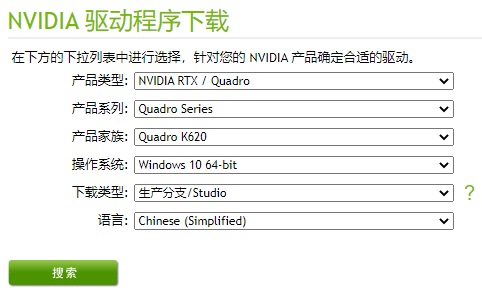 NVIDIA 驱动程序下载
在下方的下拉列表中进行选择，针对您的 NVIDIA 产品确定合适的驱动。
产品类型: NVIDIA RTX / Quadro
产品系列: Quadro Series
产品家族: Quadro K620
操作系统: Windows 10 64-bit
下载类型: 生产分支/Studio ?
语言: Chinese (Simplified)
搜索